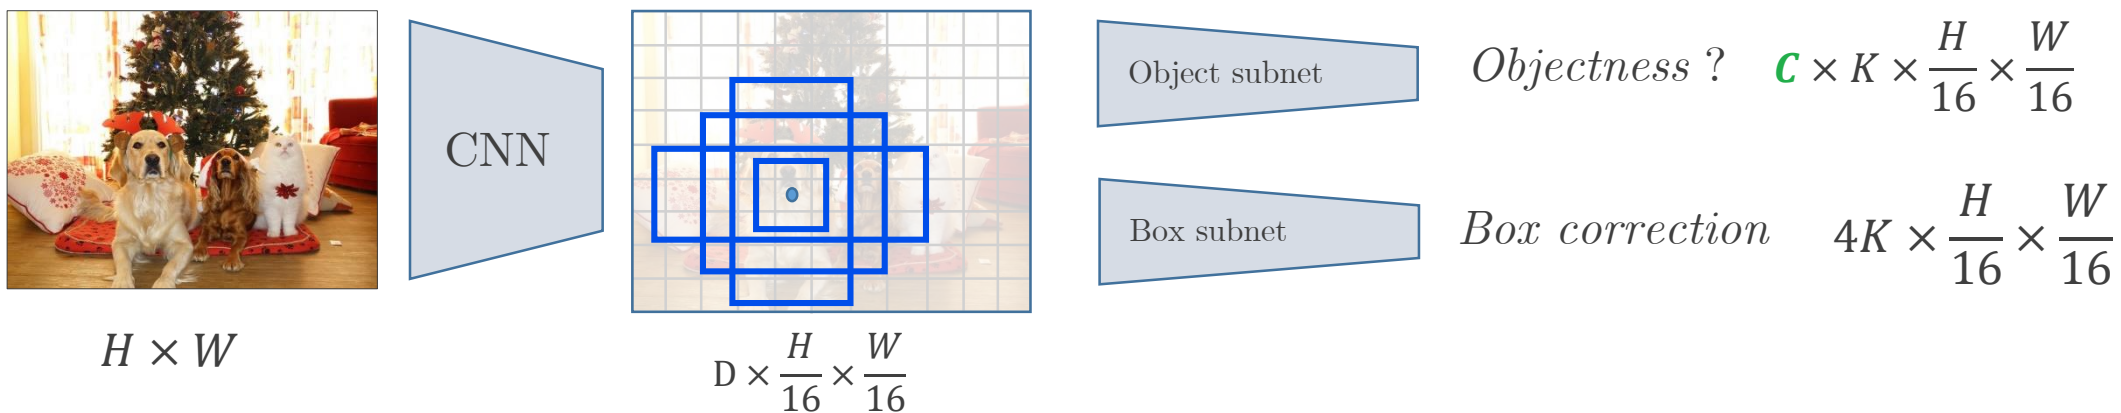 CNN
H × W
D × H/16 × W/16
Object subnet
Objectness ? C × K × H/16 × W/16
Box subnet
Box correction 4K × H/16 × W/16